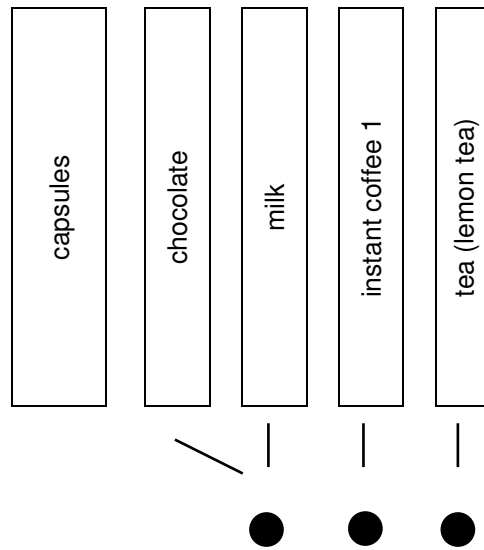 capsules
chocolate
milk
instant coffee 1
tea (lemon tea)